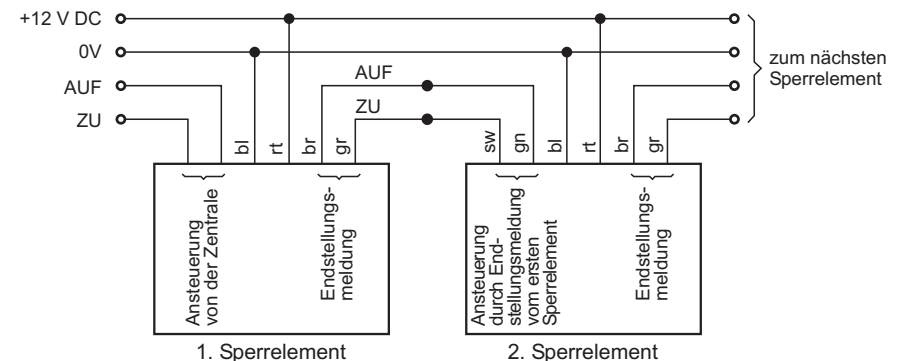 +12 V DC
0V
AUF
ZU
AUF
ZU
zum nächsten
Sperrelement
bl
rt
br
gr
sw
gn
bl
rt
br
gr
Ansteuerung
von der Zentrale
Endstellungs-
meldung
Ansteuerung
durch End-
stellungsmeldung
vom ersten
Sperrelement
Endstellungs-
meldung
1. Sperrelement
2. Sperrelement